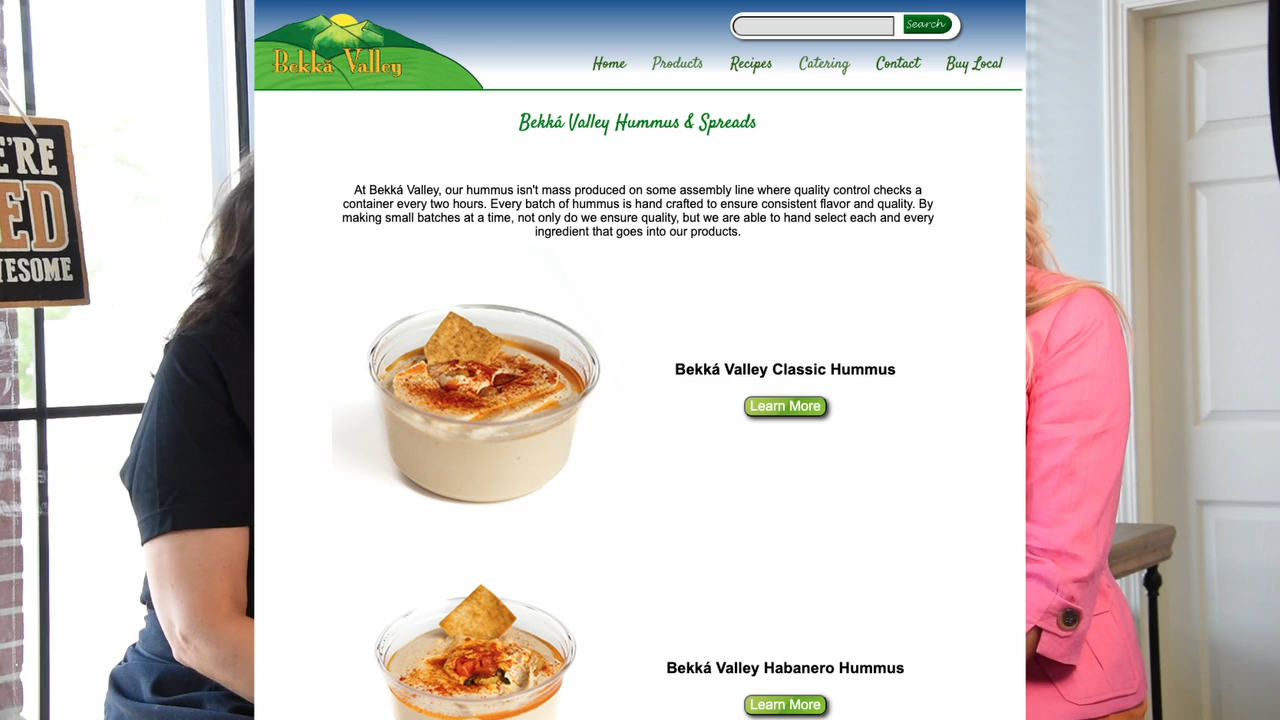 Bekká Valley
Search
Home Products Recipes Catering Contact Buy Local
Bekká Valley Hummus & Spreads
At Bekká Valley, our hummus isn't mass produced on some assembly line where quality control checks a
container every two hours. Every batch of hummus is hand crafted to ensure consistent flavor and quality. By
making small batches at a time, not only do we ensure quality, but we are able to hand select each and every
ingredient that goes into our products.
E'RE
ED
ESOME
Bekká Valley Classic Hummus
Learn More
Bekká Valley Habanero Hummus
Learn More